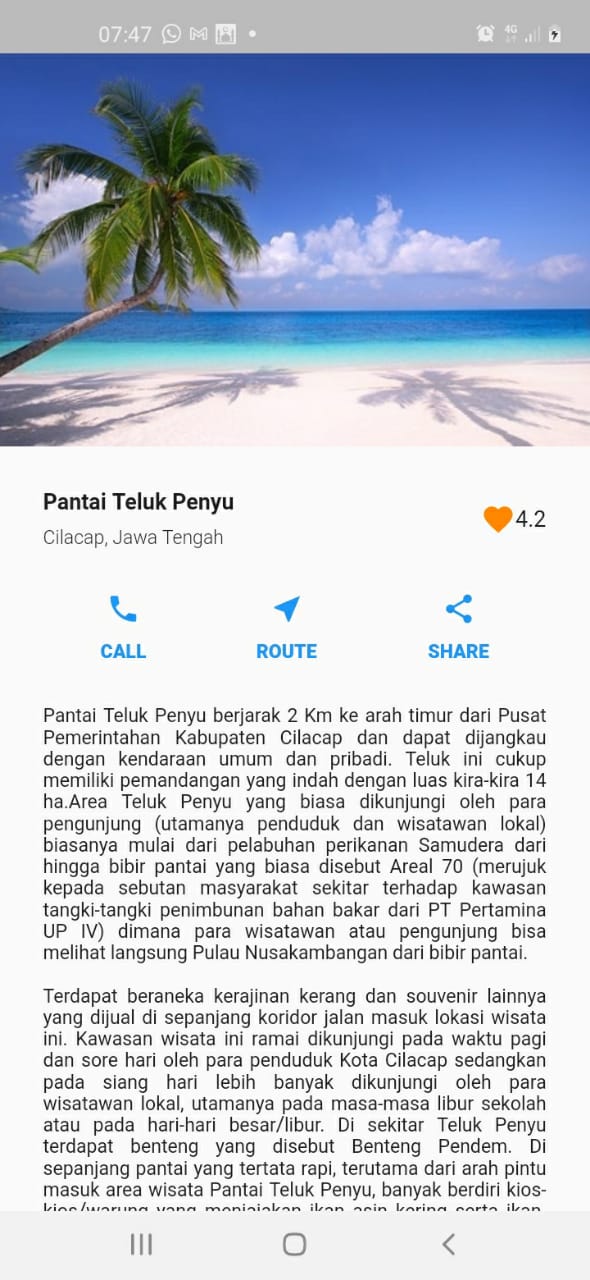 07:47
4G
Pantai Teluk Penyu
Cilacap, Jawa Tengah
4.2
CALL
ROUTE
SHARE
Pantai Teluk Penyu berjarak 2 Km ke arah timur dari Pusat
Pemerintahan Kabupaten Cilacap dan dapat dijangkau
dengan kendaraan umum dan pribadi. Teluk ini cukup
memiliki pemandangan yang indah dengan luas kira-kira 14
ha.Area Teluk Penyu yang biasa dikunjungi oleh para
pengunjung (utamanya penduduk dan wisatawan lokal)
biasanya mulai dari pelabuhan perikanan Samudera dari
hingga bibir pantai yang biasa disebut Areal 70 (merujuk
kepada sebutan masyarakat sekitar terhadap kawasan
tangki-tangki penimbunan bahan bakar dari PT Pertamina
UP IV) dimana para wisatawan atau pengunjung bisa
melihat langsung Pulau Nusakambangan dari bibir pantai.
Terdapat beraneka kerajinan kerang dan souvenir lainnya
yang dijual di sepanjang koridor jalan masuk lokasi wisata
ini. Kawasan wisata ini ramai dikunjungi pada waktu pagi
dan sore hari oleh para penduduk Kota Cilacap sedangkan
pada siang hari lebih banyak dikunjungi oleh para
wisatawan lokal, utamanya pada masa-masa libur sekolah
atau pada hari-hari besar/libur. Di sekitar Teluk Penyu
terdapat benteng yang disebut Benteng Pendem. Di
sepanjang pantai yang tertata rapi, terutama dari arah pintu
masuk area wisata Pantai Teluk Penyu, banyak berdiri kios-
kios/warung yang menjajakan ikan asin kering serta ikan